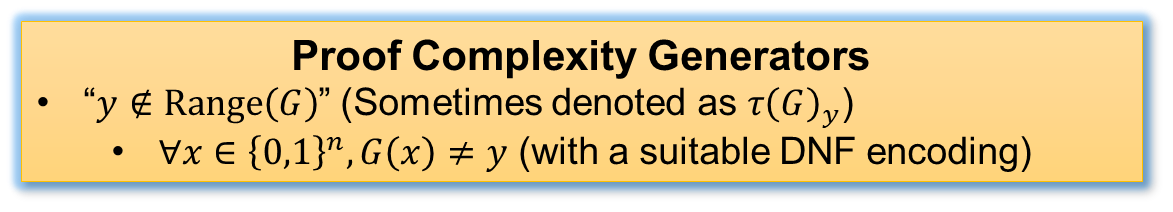 Proof Complexity Generators
• “y ∉ Range(G)” (Sometimes denoted as τ(G)_y)
• ∀x ∈ {0,1}^n, G(x) ≠ y (with a suitable DNF encoding)